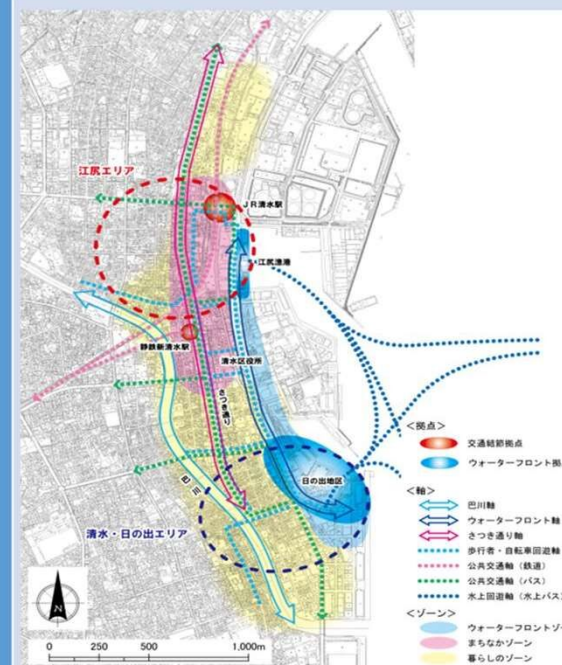 江尻エリア
JR清水駅
江尻漁港
静鉄新清水駅
清水区役所
さつき通り
日の出地区
巴川
清水・日の出エリア
N
0 250 500 1,000m
<拠点>
交通結節拠点
ウォーターフロント拠
<軸>
巴川軸
ウォーターフロント軸
さつき通り軸
歩行者・自転車回遊軸
公共交通軸(鉄道)
公共交通軸(バス)
水上回遊軸(水上バス
<ゾーン>
ウォーターフロントゾー
まちなかゾーン
暮らしのゾーン